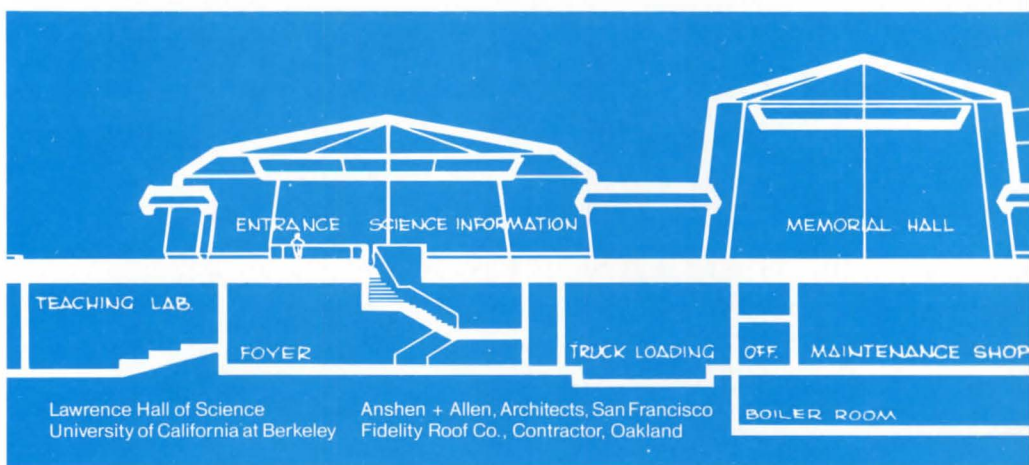 ENTRANCE SCIENCE INFORMATION
MEMORIAL HALL
TEACHING LAB.
FOYER
TRUCK LOADING
OFF.
MAINTENANCE SHOP
BOILER ROOM
Lawrence Hall of Science
University of California at Berkeley
Anshen + Allen, Architects, San Francisco
Fidelity Roof Co., Contractor, Oakland